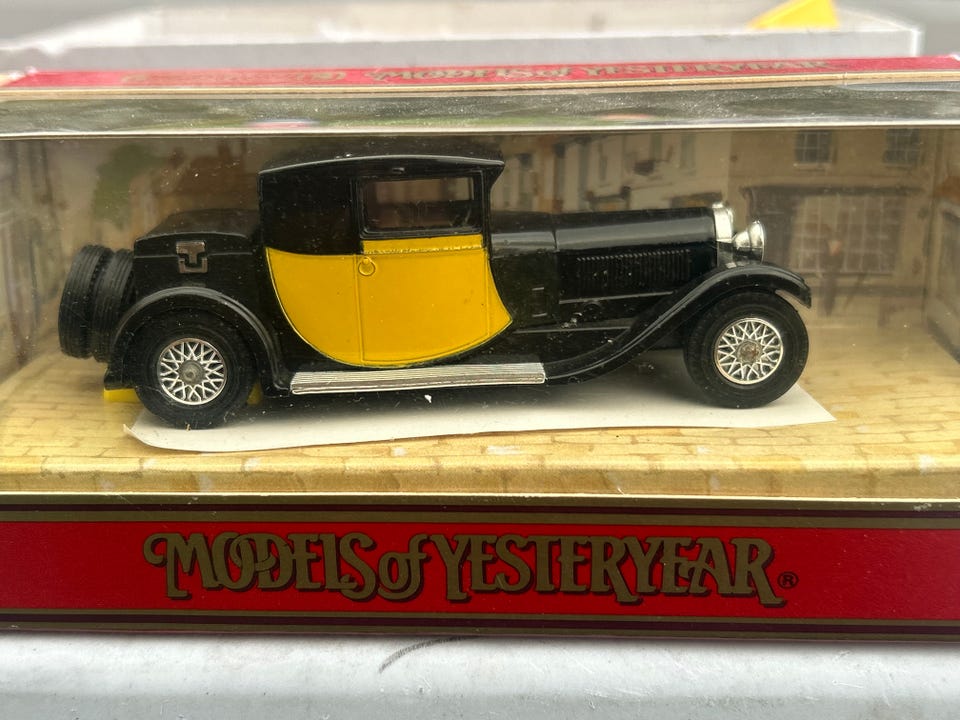 MODELS of YESTERYEAR
MODELS of YESTERYEAR®